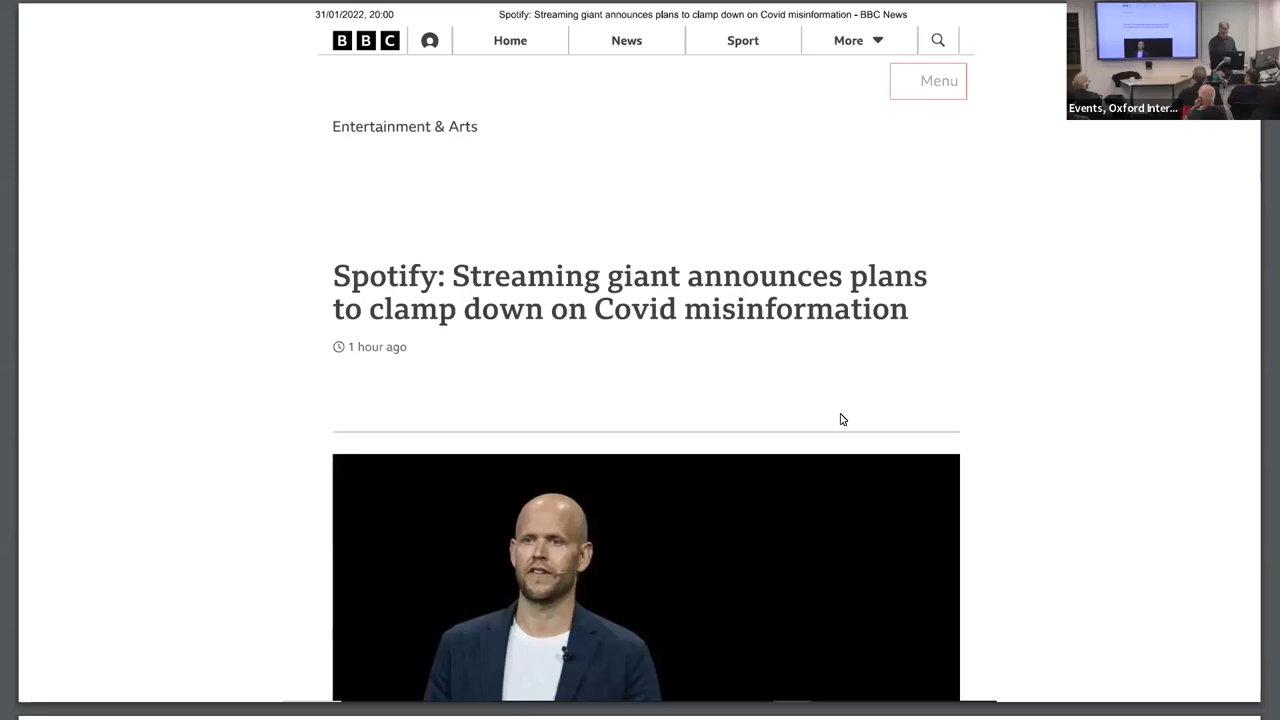 31/01/2022, 20:00
Spotify: Streaming giant announces plans to clamp down on Covid misinformation - BBC News
BBC
Home
News
Sport
More
Menu
Events, Oxford Inter...
Entertainment & Arts
Spotify: Streaming giant announces plans
to clamp down on Covid misinformation
1 hour ago